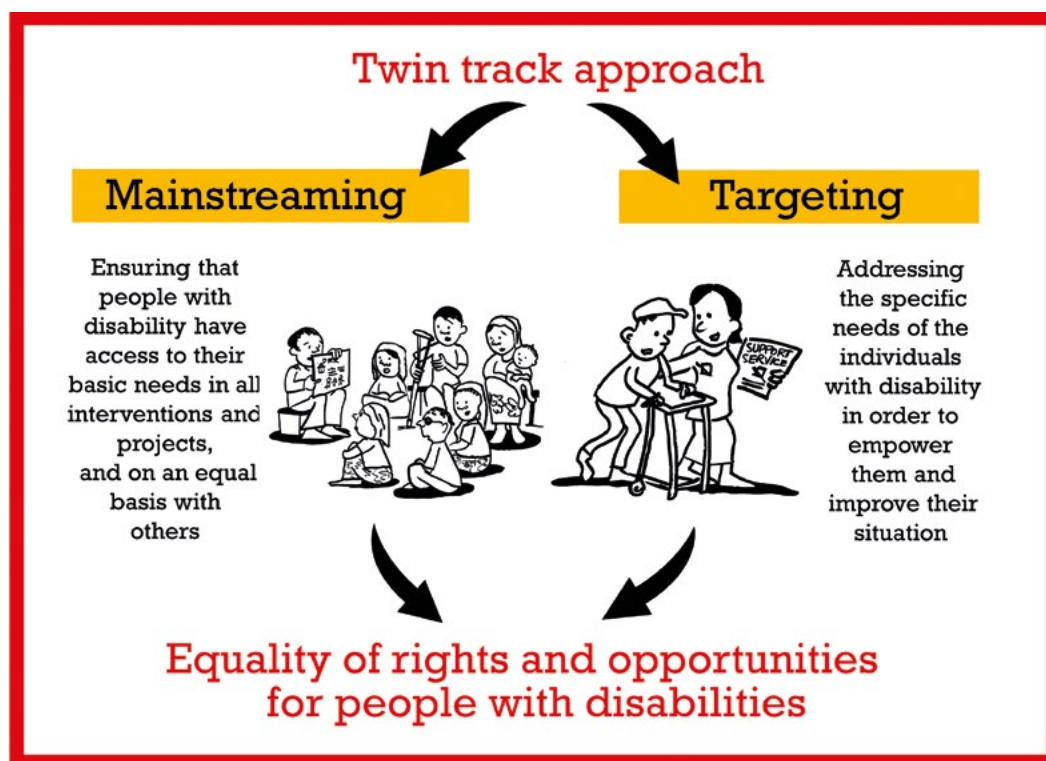 Twin track approach
Mainstreaming
Ensuring that
people with
disability have
access to their
basic needs in all
interventions and
projects,
and on an equal
basis with
others
Targeting
SUPPORT
SERVICE
Addressing
the specific
needs of the
individuals
with disability
in order to
empower
them and
improve their
situation
Equality of rights and opportunities
for people with disabilities